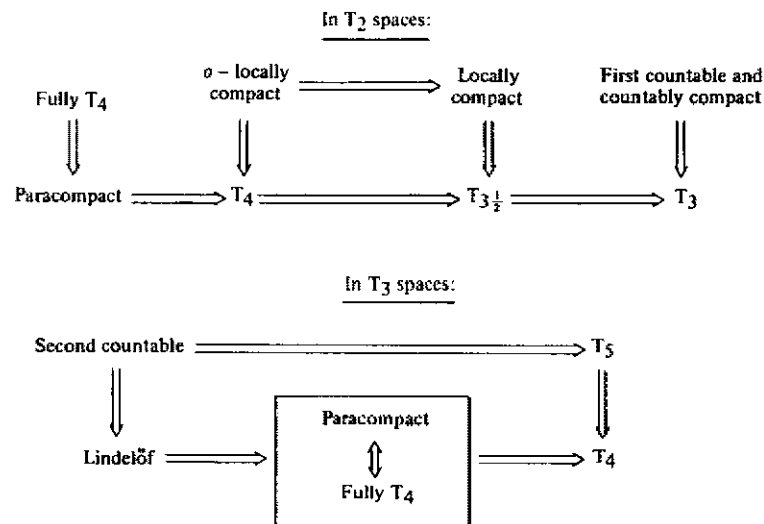 In T2 spaces:
σ – locally compact
Locally compact
First countable and countably compact
Fully T4
Paracompact
T4
T3½
T3
In T3 spaces:
Second countable
T5
Paracompact
Lindelöf
T4
Fully T4